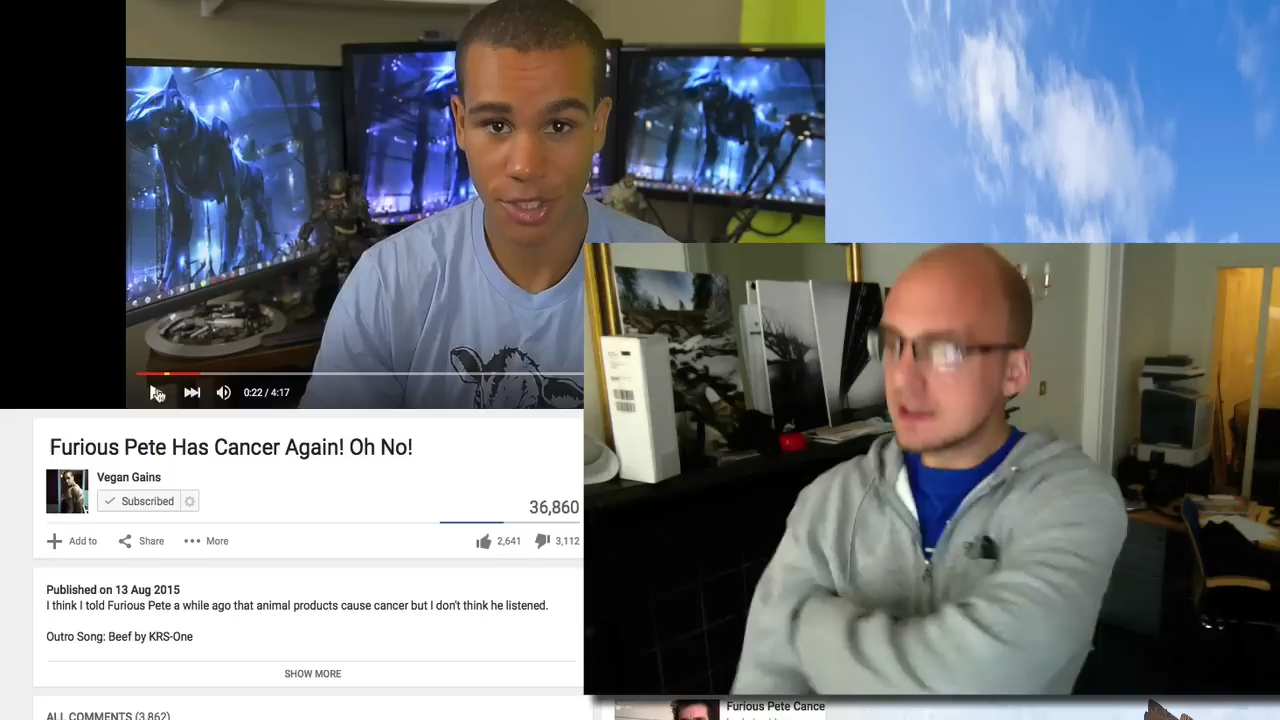 0:22 / 4:17
Furious Pete Has Cancer Again! Oh No!
Vegan Gains
Subscribed
36,860
Add to
Share
More
2,641
3,112
Published on 13 Aug 2015
I think I told Furious Pete a while ago that animal products cause cancer but I don't think he listened.
Outro Song: Beef by KRS-One
SHOW MORE
ALL COMMENTS (3,862)
Furious Pete Cance